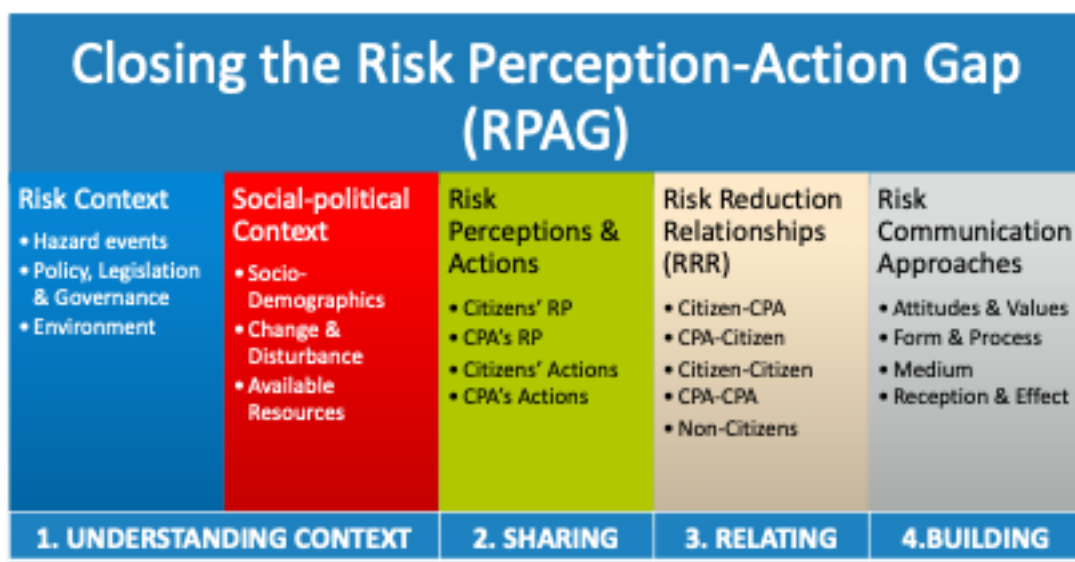 Closing the Risk Perception-Action Gap
(RPAG)
Risk Context
• Hazard events
• Policy, Legislation
& Governance
• Environment
Social-political
Context
• Socio-
Demographics
• Change &
Disturbance
• Available
Resources
Risk
Perceptions &
Actions
• Citizens' RP
• CPA's RP
• Citizens' Actions
• CPA's Actions
Risk Reduction
Relationships
(RRR)
• Citizen-CPA
• CPA-Citizen
• Citizen-Citizen
• CPA-CPA
• Non-Citizens
Risk
Communication
Approaches
• Attitudes & Values
• Form & Process
• Medium
• Reception & Effect
1. UNDERSTANDING CONTEXT
2. SHARING
3. RELATING
4.BUILDING